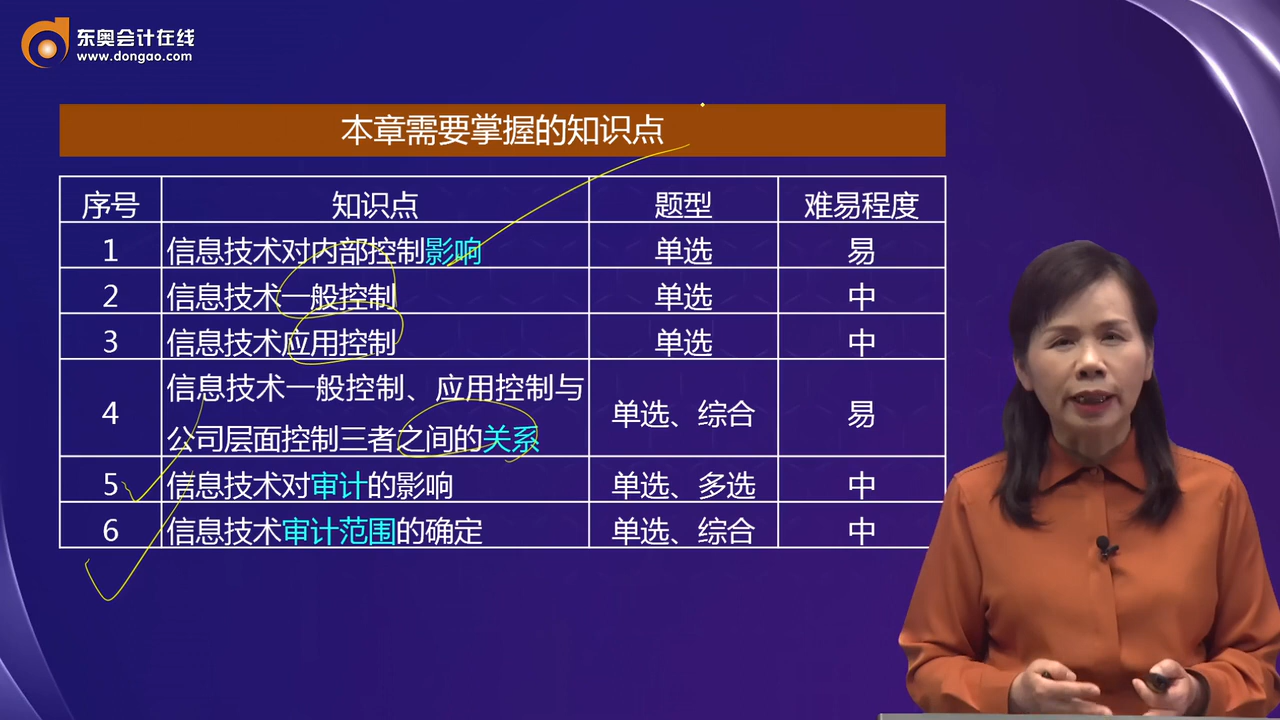 东奥会计在线
www.dongao.com
本章需要掌握的知识点
序号 知识点 题型 难易程度
1 信息技术对内部控制影响 单选 易
2 信息技术一般控制 单选 中
3 信息技术应用控制 单选 中
4 信息技术一般控制、应用控制与
公司层面控制三者之间的关系 单选、综合 易
5 信息技术对审计的影响 单选、多选 中
6 信息技术审计范围的确定 单选、综合 中